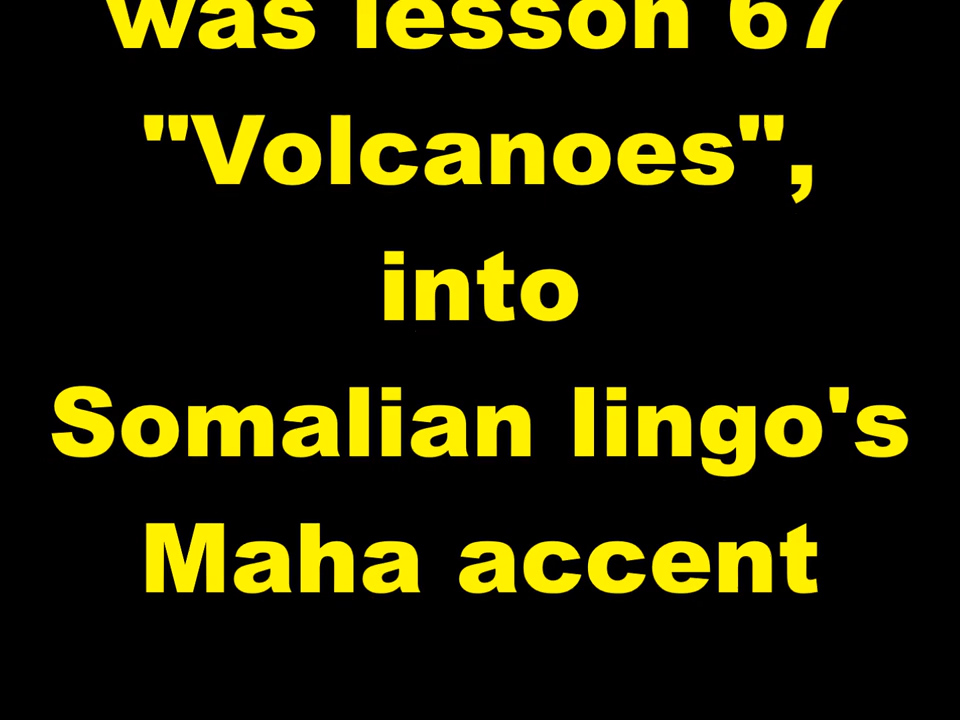 was lesson 67
"Volcanoes",
into
Somalian lingo's
Maha accent